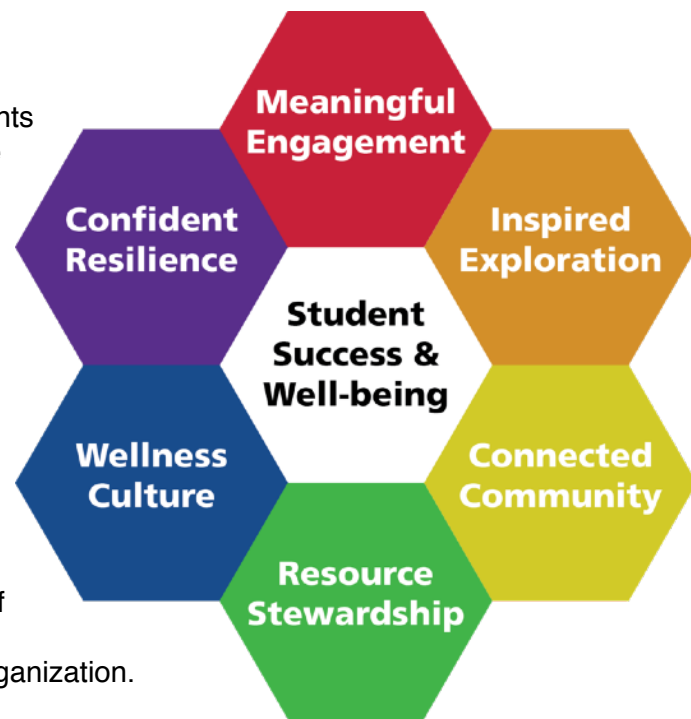 Meaningful
Engagement
nts
Confident
Resilience
Inspired
Exploration
Student
Success &
Well-being
Wellness
Culture
Connected
Community
Resource
Stewardship
f
ganization.